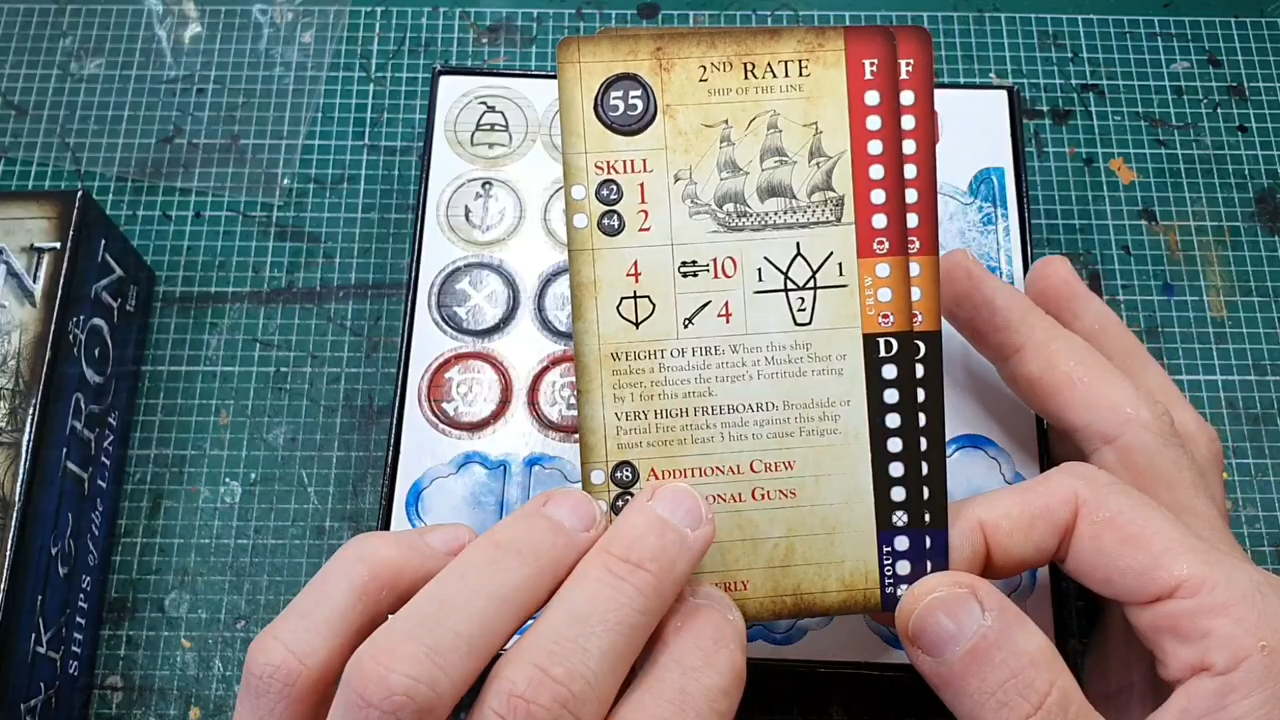 2ND RATE
SHIP OF THE LINE
55
SKILL
+2 1
+4 2
4
10
4
1
1
2
WEIGHT OF FIRE: When this ship
makes a Broadside attack at Musket Shot or
closer, reduces the target's Fortitude rating
by 1 for this attack.
VERY HIGH FREEBOARD: Broadside or
Partial Fire attacks made against this ship
must score at least 3 hits to cause Fatigue.
+8 ADDITIONAL CREW
GUNS
F
CREW
D
STOUT
F
IRON
SHIPS of the LINE